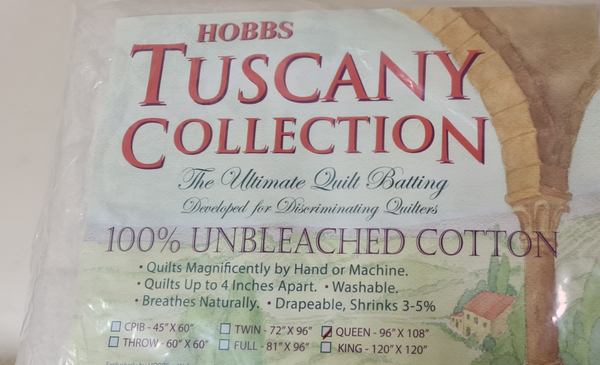 HOBBS
TUSCANY
COLLECTION
The Ultimate Quilt Batting
Developed for Discriminating Quilters
100% UNBLEACHED COTTON
• Quilts Magnificently by Hand or Machine.
• Quilts Up to 4 Inches Apart. • Washable.
• Breathes Naturally. • Drapeable, Shrinks 3-5%
CPIB - 45" X 60" TWIN - 72" X 96" QUEEN - 96" X 108"
THROW - 60" X 60" FULL - 81" X 96" KING - 120" X 120"